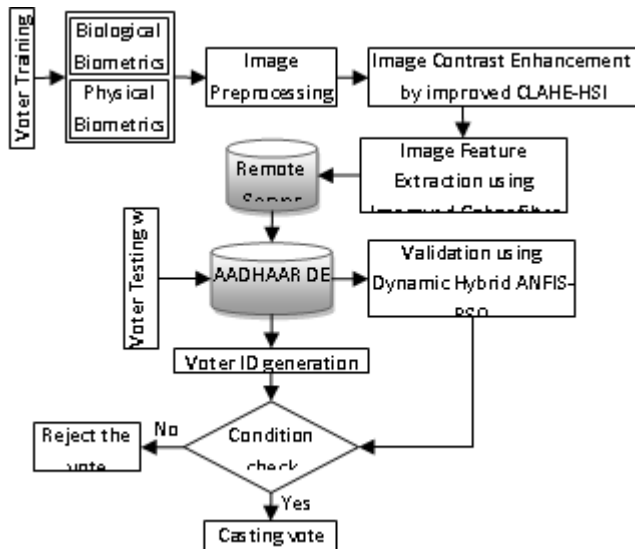 Voter Training
Biological
Biometrics
Physical
Biometrics
Image
Preprocessing
Image Contrast Enhancement
by improved CLAHE-HSI
Image Feature
Extraction using
Remote
Voter Testing w
AADHAAR DE
Validation using
Dynamic Hybrid ANFIS-
PSO
Voter ID generation
Condition
check
No
Reject the
vote
Yes
Casting vote